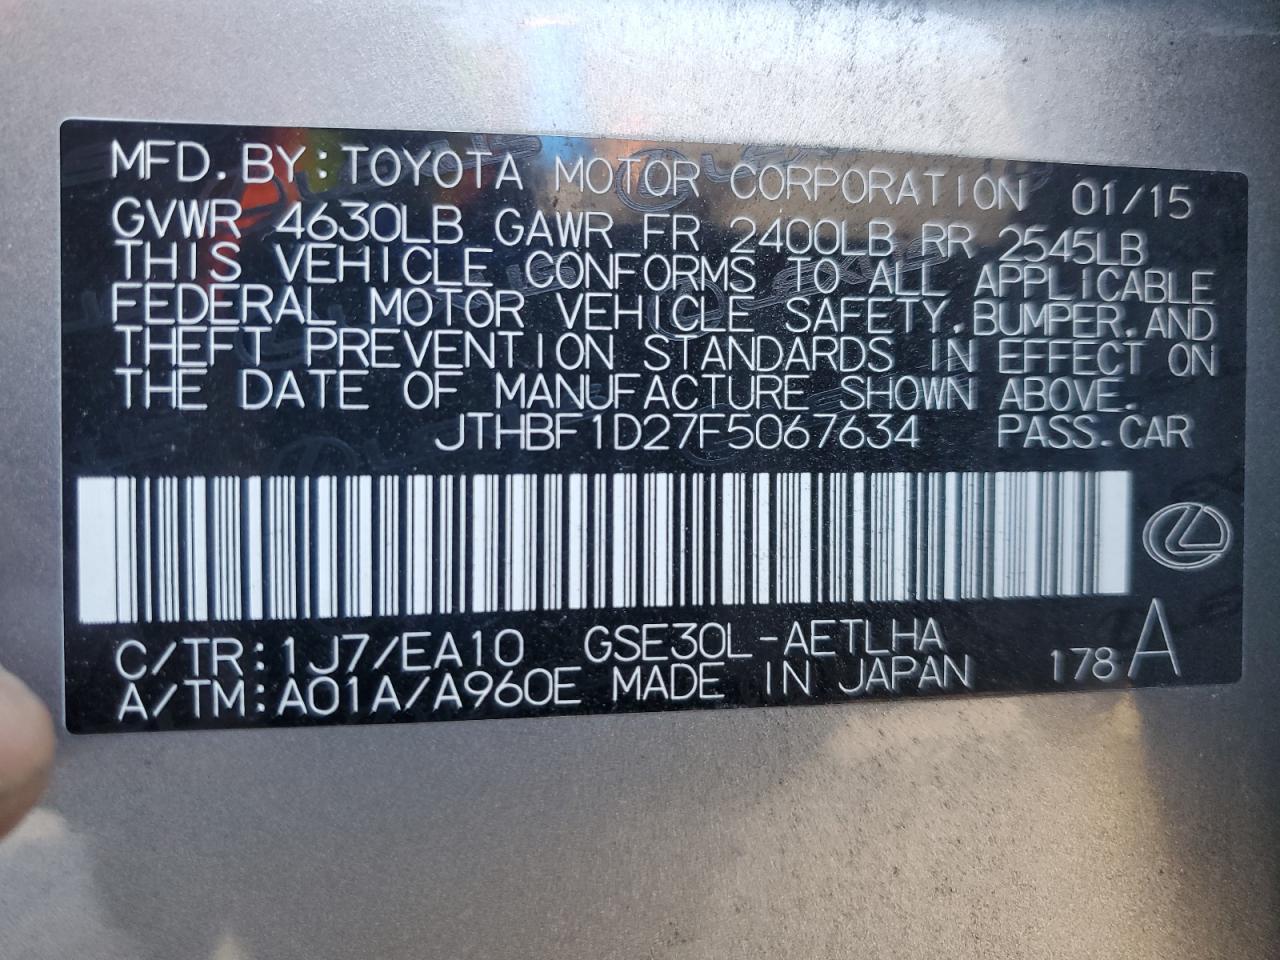 MFD. BY: TOYOTA MOTOR CORPORATION 01/15
GVWR 4630LB GAWR FR 2400LB RR 2545LB
THIS VEHICLE CONFORMS TO ALL APPLICABLE
FEDERAL MOTOR VEHICLE SAFETY, BUMPER, AND
THEFT PREVENTION STANDARDS IN EFFECT ON
THE DATE OF MANUFACTURE SHOWN ABOVE.
JTHBF1D27F5067634 PASS. CAR
C/TR: 1J7/EA10 GSE30L-AETLHA
A/TM: A01A/A960E MADE IN JAPAN 178 A